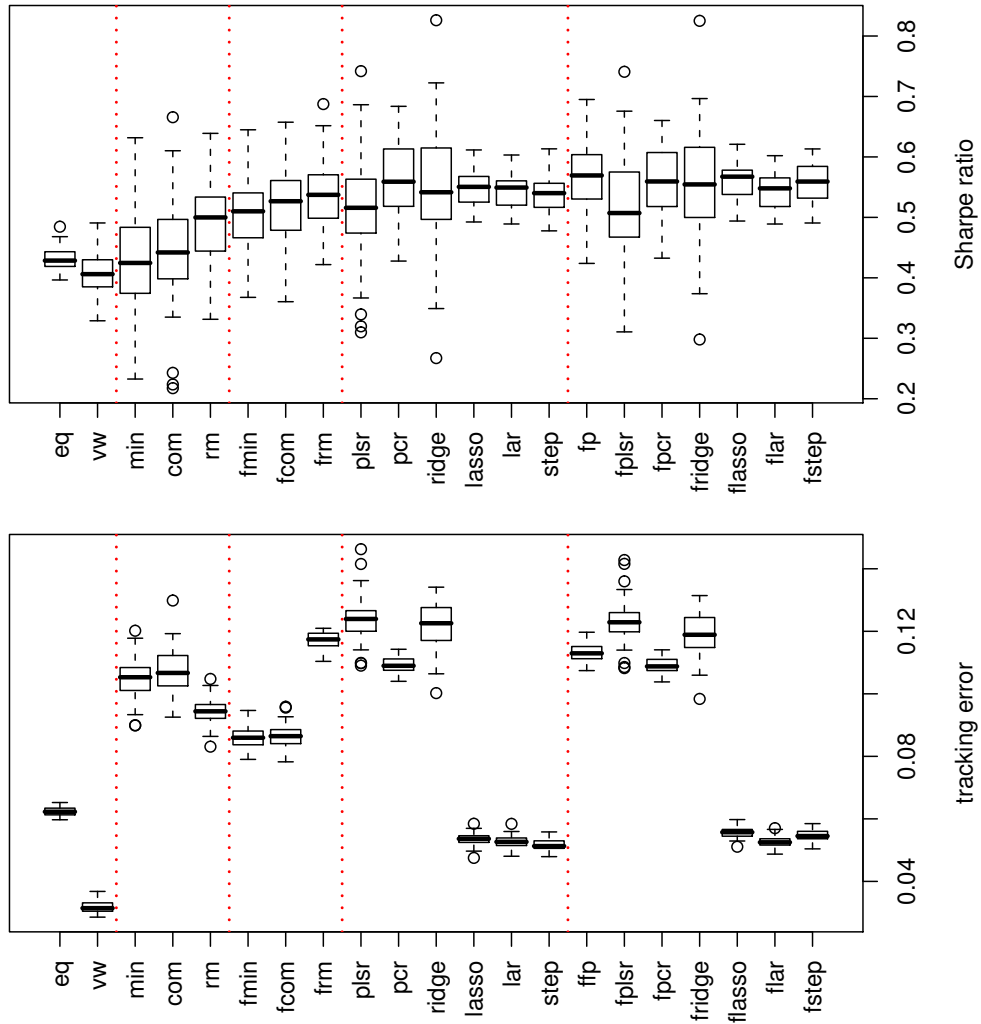 0.2
0.3
0.4
0.5
0.6
0.7
0.8
Sharpe ratio
eq
vw
min
com
rm
fmin
fcom
frm
plsr
pcr
ridge
lasso
lar
step
fp
fplsr
fpcr
fridge
flasso
flar
fstep
0.04
0.08
0.12
tracking error
eq
vw
min
com
rm
fmin
fcom
frm
plsr
pcr
ridge
lasso
lar
step
ffp
fplsr
fpcr
fridge
flasso
flar
fstep